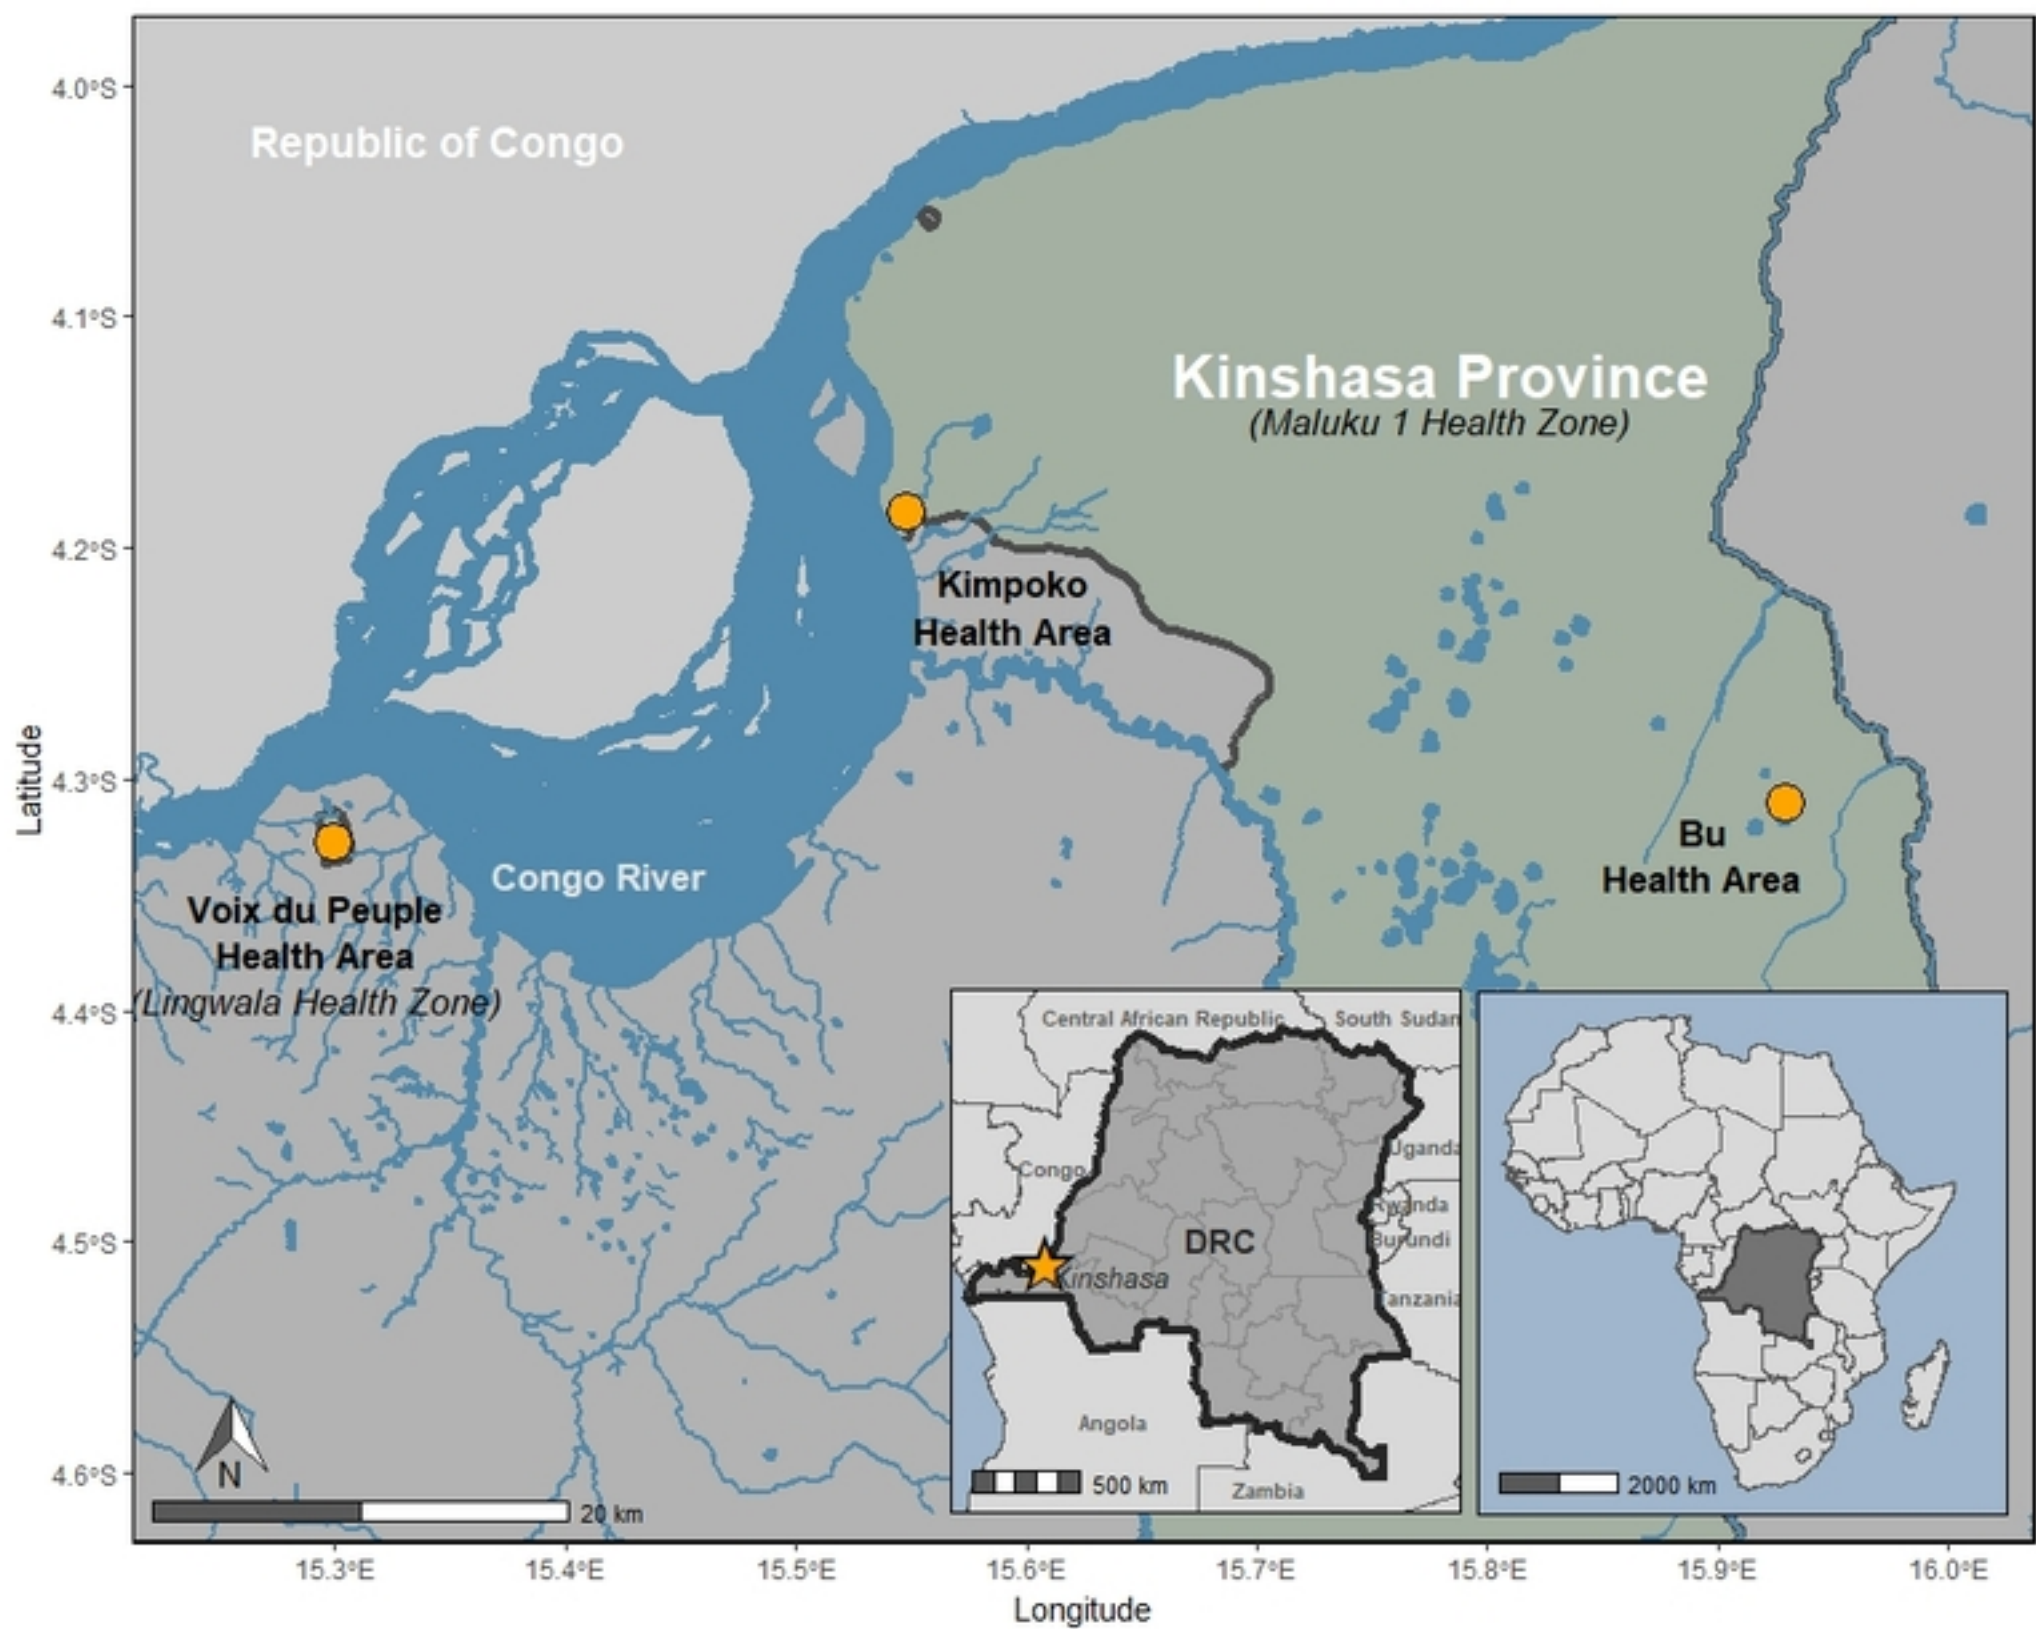 4.0°S
Republic of Congo
4.1°S
Kinshasa Province
(Maluku 1 Health Zone)
4.2°S
Kimpoko
Health Area
Latitude
4.3°S
Bu
Health Area
Congo River
Voix du Peuple
Health Area
(Lingwala Health Zone)
4.4°S
Central African Republic
South Sudan
Uganda
Congo
Rwanda
Burundi
4.5°S
DRC
Kinshasa
Tanzania
Angola
500 km
Zambia
2000 km
4.6°S
N
20 km
15.3°E
15.4°E
15.5°E
15.6°E
15.7°E
15.8°E
15.9°E
16.0°E
Longitude